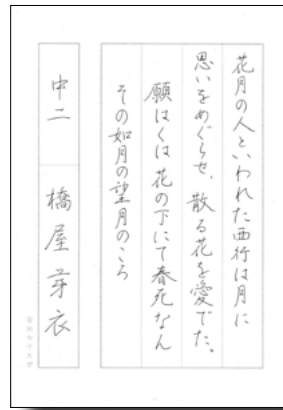 花月の人といわれた西行は月に
思いをめぐらせ、散る花を愛でた。
願はくは花の下にて春死なん
その如月の望月のころ
中二 橋屋芽衣